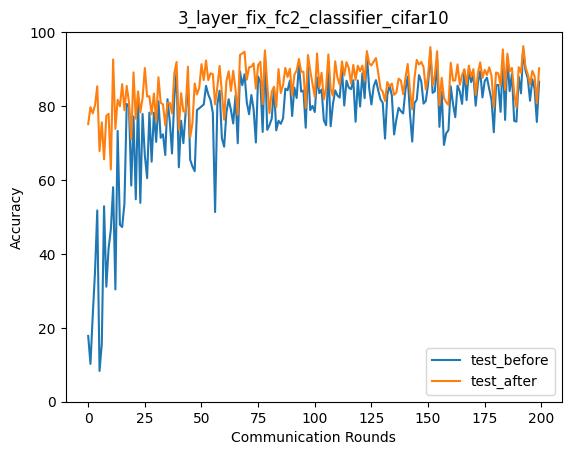 3_layer_fix_fc2_classifier_cifar10
100
80
60
40
20
0
Accuracy
0 25 50 75 100 125 150 175 200
Communication Rounds
test_before
test_after